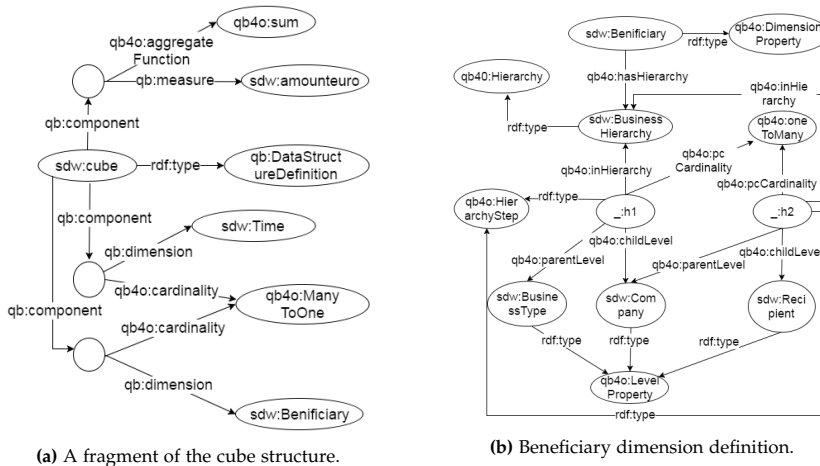 qb4o:sum
qb4o:aggregate
Function
qb:measure
sdw:amounteuro
qb:component
sdw:cube
rdf:type
qb:DataStruct
ureDefinition
qb:component
sdw:Time
qb:dimension
qb4o:cardinality
qb4o:Many
ToOne
qb:component
qb4o:cardinality
qb:dimension
sdw:Benificiary
(a) A fragment of the cube structure.
sdw:Benificiary
rdf:type
qb4o:Dimension
Property
qb4o:hasHierarchy
qb40:Hierarchy
rdf:type
sdw:Business
Hierarchy
qb4o:inHie
rarchy
qb4o:one
ToMany
qb4o:inHierarchy
qb4o:pc
Cardinality
qb4o:pcCardinality
rdf:type
qb4o:Hier
archyStep
_:h1
_:h2
qb4o:childLevel
qb4o:childLevel
qb4o:parentLevel
qb4o:parentLevel
sdw:Busine
ssType
sdw:Com
pany
sdw:Rec
ipient
rdf:type
rdf:type
rdf:type
qb4o:Level
Property
rdf:type
(b) Beneficiary dimension definition.